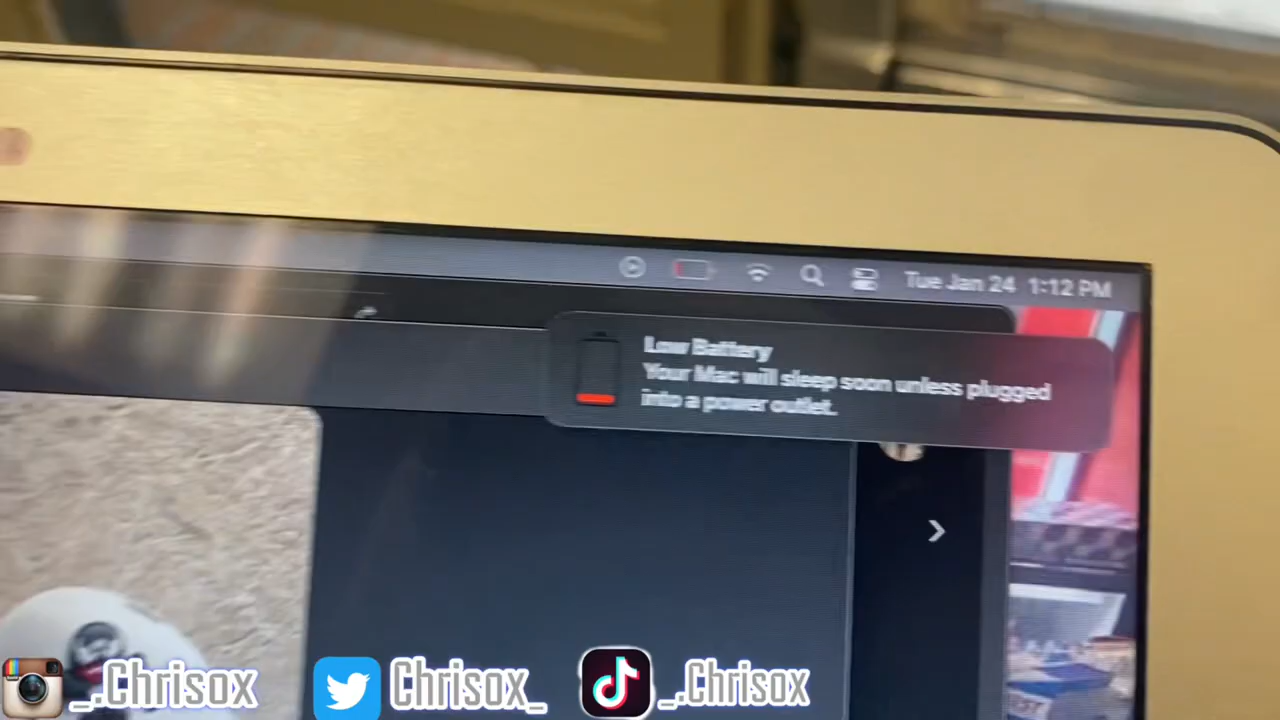 Tue Jan 24 1:12 PM
Low Battery
Your Mac will sleep soon unless plugged
into a power outlet.
_.Chrisox
Chrisox_
_.Chrisox